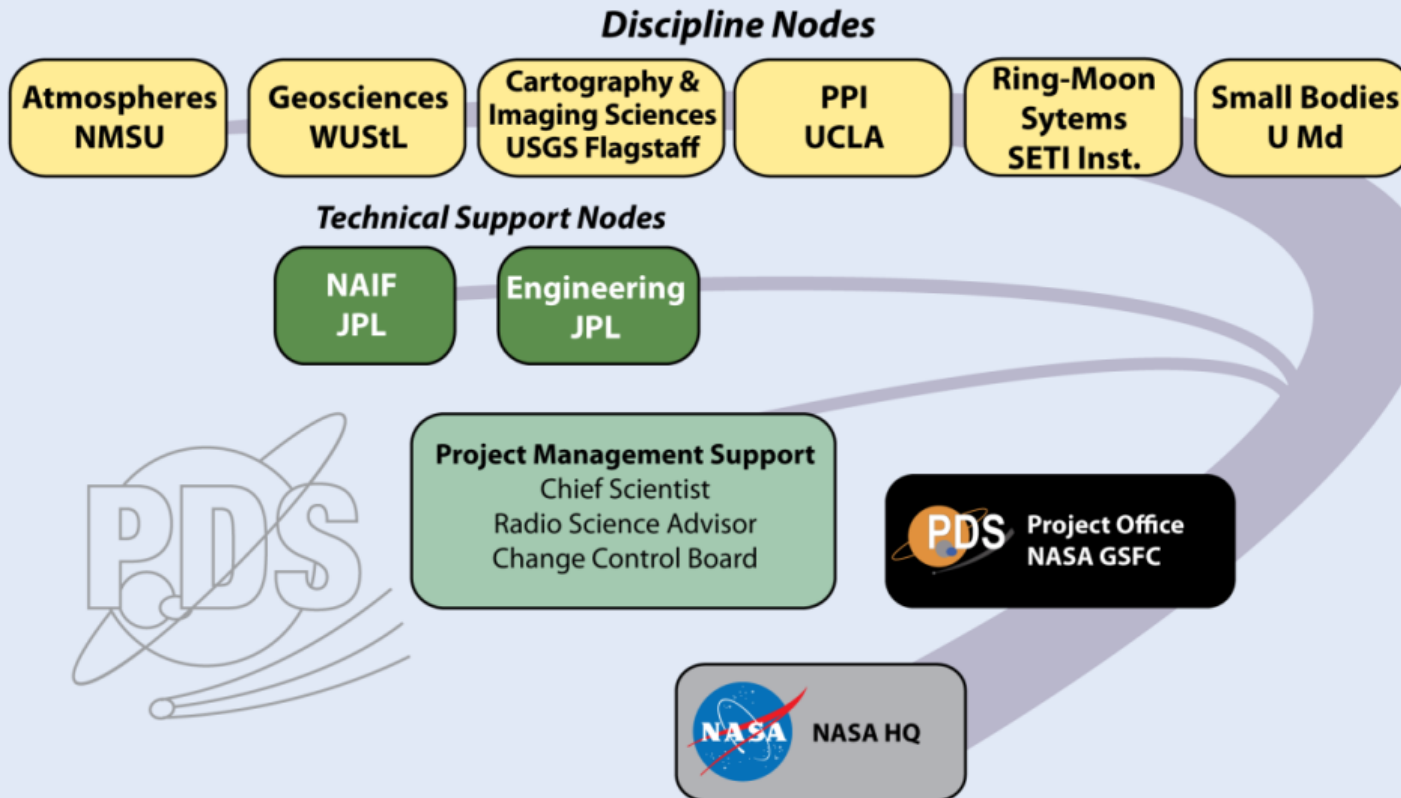 Discipline Nodes
Atmospheres
NMSU
Geosciences
WUStL
Cartography &
Imaging Sciences
USGS Flagstaff
PPI
UCLA
Ring-Moon
Sytems
SETI Inst.
Small Bodies
U Md
Technical Support Nodes
NAIF
JPL
Engineering
JPL
Project Management Support
Chief Scientist
Radio Science Advisor
Change Control Board
PDS
PDS
Project Office
NASA GSFC
NASA
NASA HQ